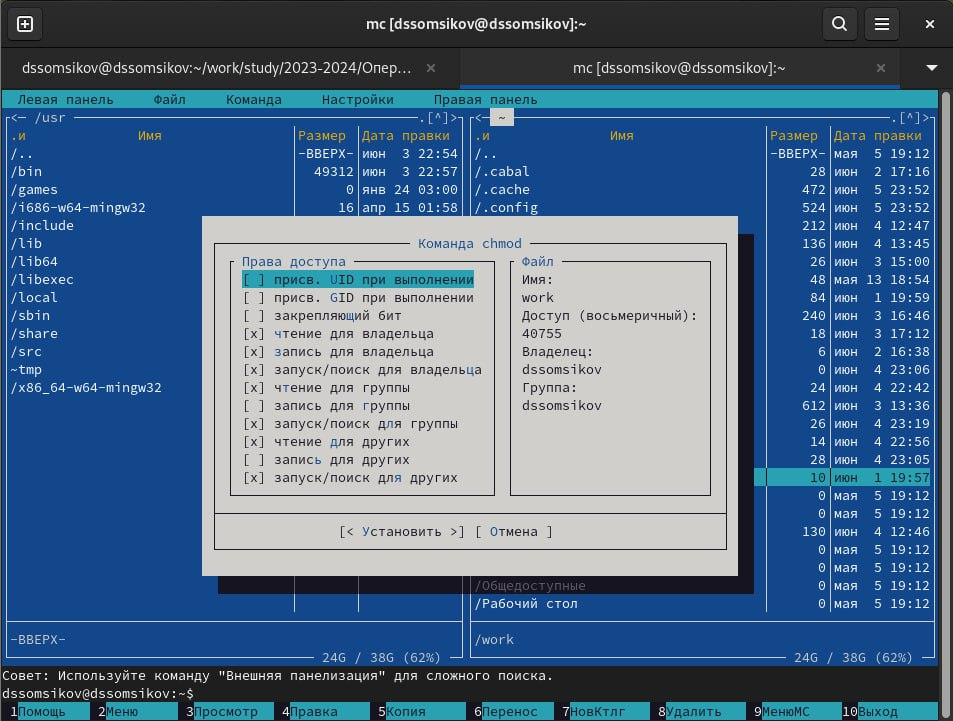 mc [dssomsikov@dssomsikov]:~
dssomsikov@dssomsikov:~/work/study/2023-2024/Опер... ×
mc [dssomsikov@dssomsikov]:~ ×
Левая панель Файл Команда Настройки Правая панель
<− /usr .[^]>
<− ~ .[^]>
.и Имя Размер Дата правки
.и Имя Размер Дата правки
/.. -ВВЕРХ- июн 3 22:54
/.. -ВВЕРХ- мая 5 19:12
/bin 49312 июн 3 22:57
/.cabal 28 июн 2 17:16
/games 0 янв 24 03:00
/.cache 472 июн 5 23:52
/i686-w64-mingw32 16 апр 15 01:58
/.config 524 июн 5 23:52
/include
212 июн 4 12:47
/lib
136 июн 4 13:45
/lib64
26 июн 3 15:00
/libexec
48 мая 13 18:54
/local
84 июн 1 19:59
/sbin
240 июн 3 16:46
/share
18 июн 3 17:12
/src
6 июн 2 16:38
~tmp
0 июн 4 23:06
/x86_64-w64-mingw32
24 июн 4 22:42
612 июн 3 13:36
26 июн 4 23:19
14 июн 4 22:56
28 июн 4 23:05
10 июн 1 19:57
0 мая 5 19:12
0 мая 5 19:12
130 июн 4 12:46
0 мая 5 19:12
0 мая 5 19:12
/Общедоступные 0 мая 5 19:12
/Рабочий стол 0 мая 5 19:12
Команда chmod
Права доступа
[ ] присв. UID при выполнении
[ ] присв. GID при выполнении
[ ] закрепляющий бит
[x] чтение для владельца
[x] запись для владельца
[x] запуск/поиск для владельца
[x] чтение для группы
[ ] запись для группы
[x] запуск/поиск для группы
[x] чтение для других
[ ] запись для других
[x] запуск/поиск для других
Файл
Имя:
work
Доступ (восьмеричный):
40755
Владелец:
dssomsikov
Группа:
dssomsikov
[< Установить >] [ Отмена ]
-ВВЕРХ-
/work
24G / 38G (62%)
24G / 38G (62%)
Совет: Используйте команду "Внешняя панелизация" для сложного поиска.
dssomsikov@dssomsikov:~$
1Помощь 2Меню 3Просмотр 4Правка 5Копия 6Перенос 7НовКтлг 8Удалить 9МенюМС 10Выход